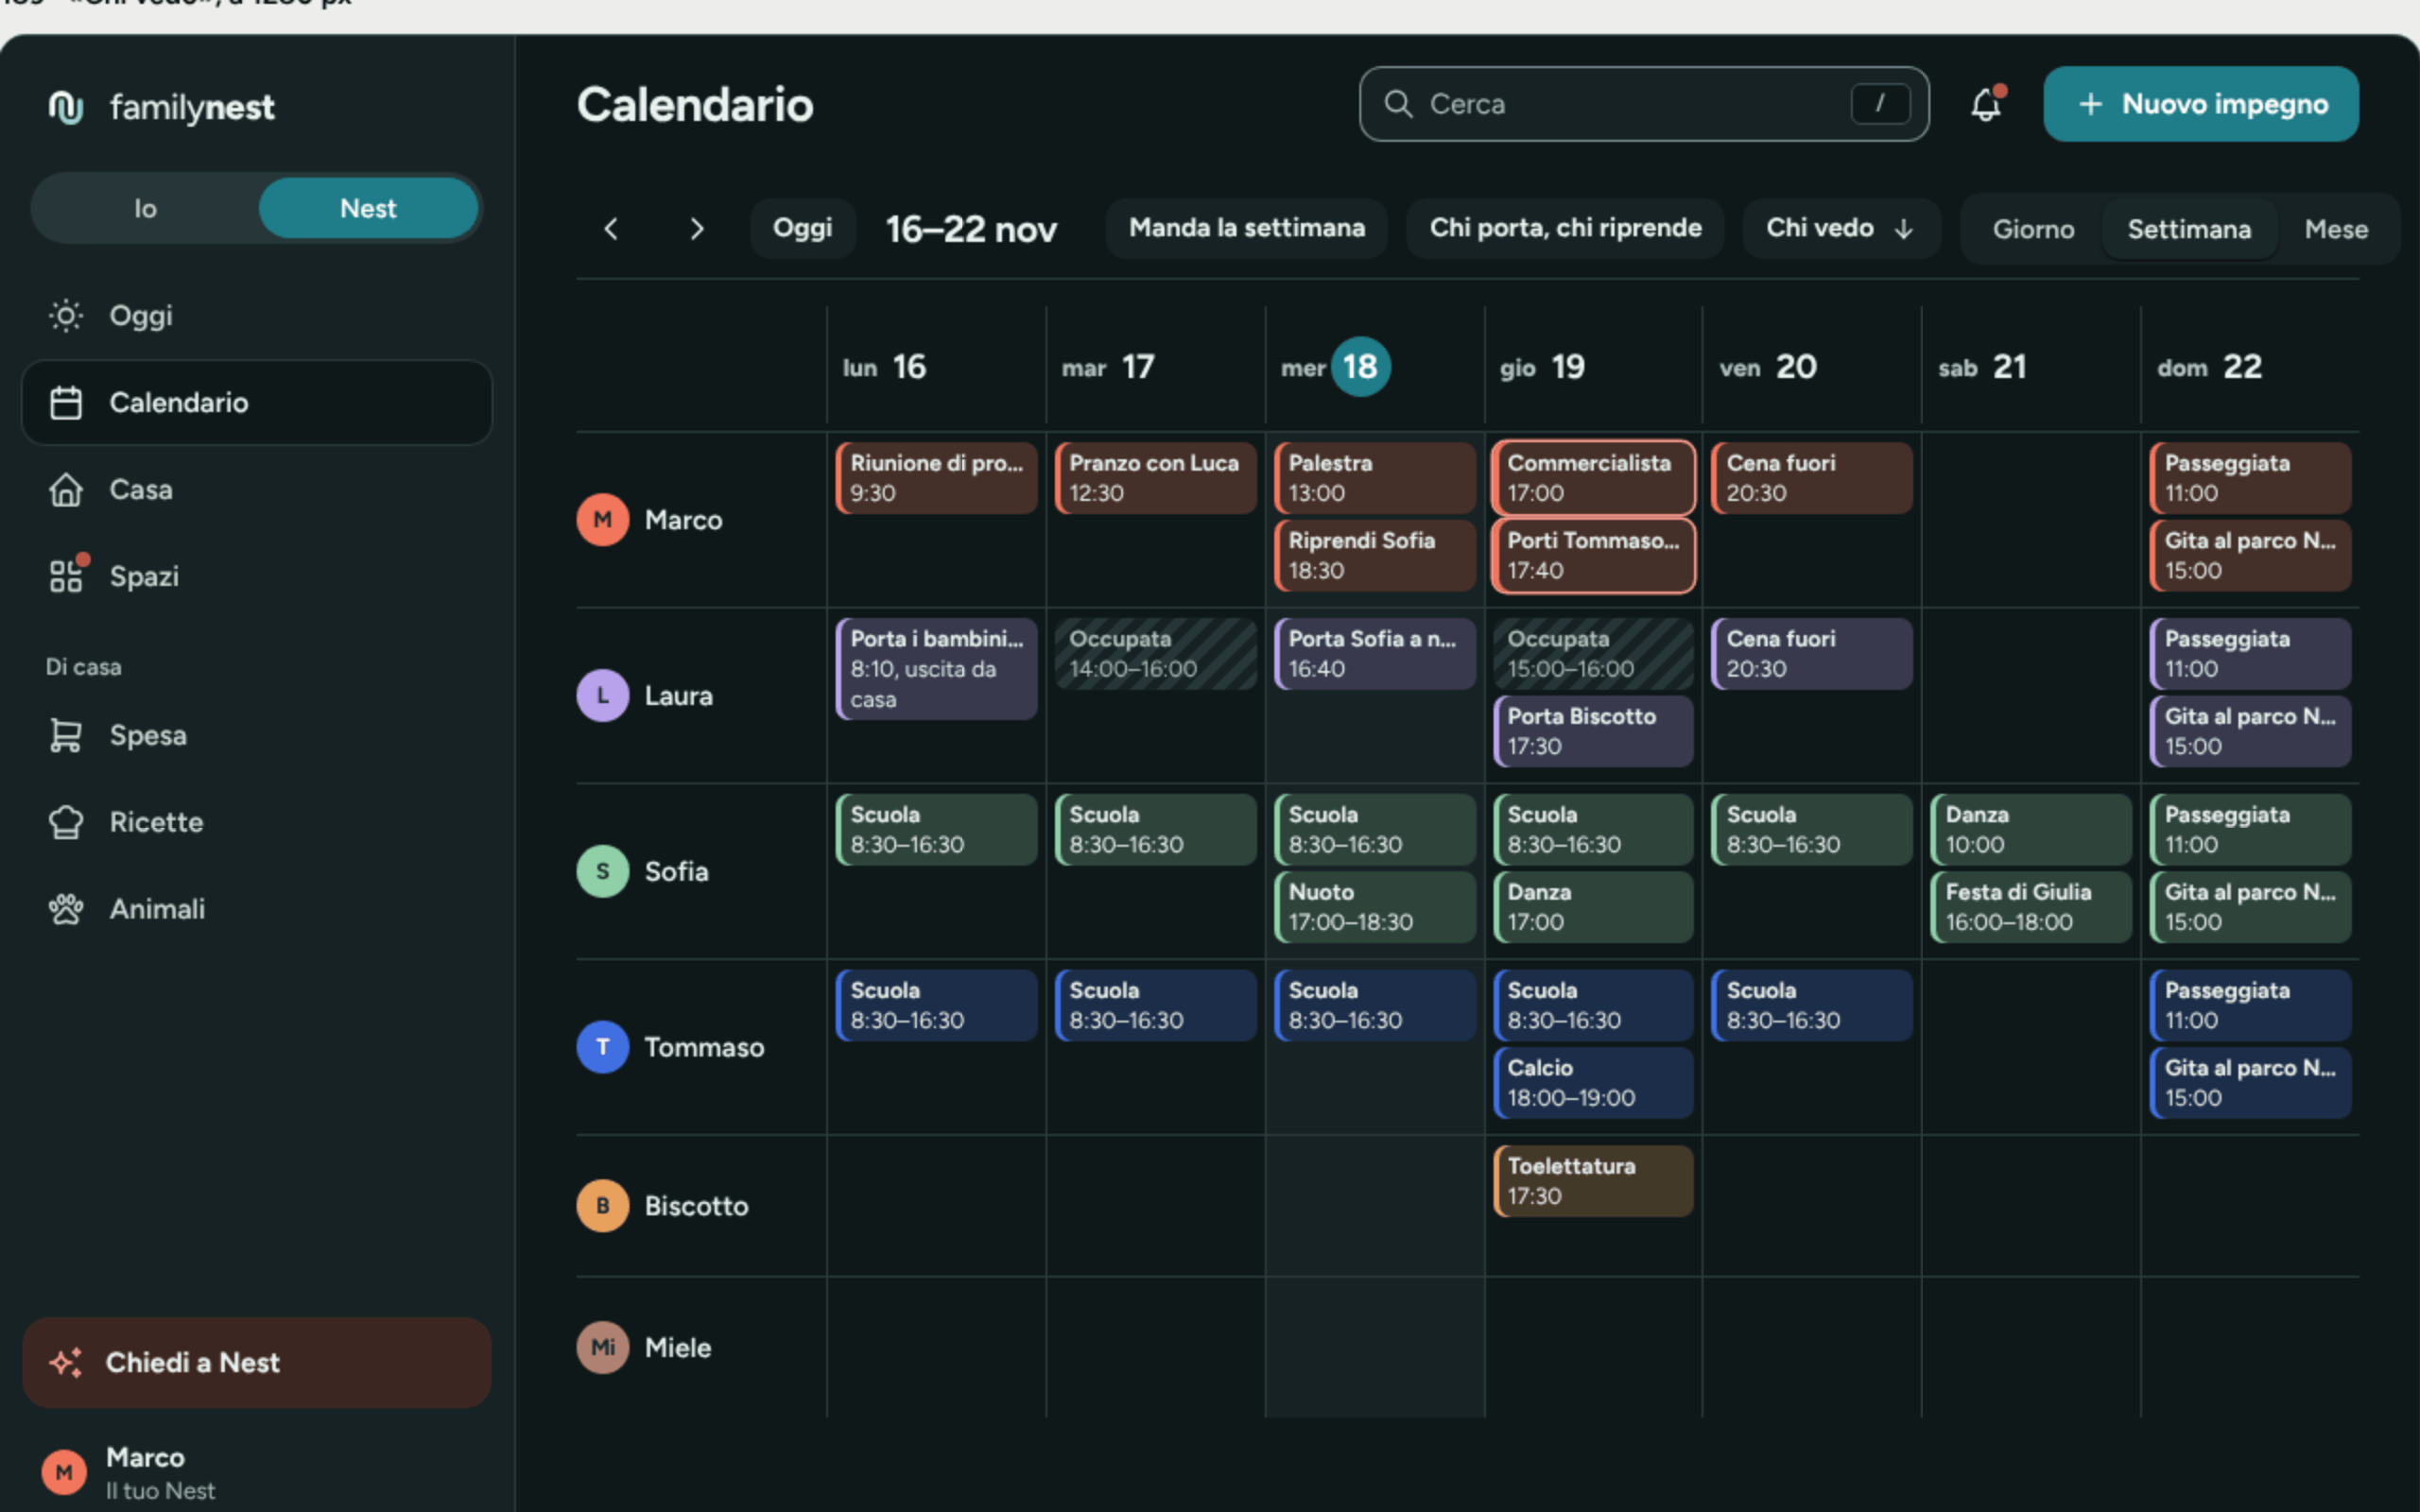 «Chi vedo», a 1280 px
familynest
Io
Nest
Oggi
Calendario
Casa
Spazi
Di casa
Spesa
Ricette
Animali
Chiedi a Nest
M
Marco
Il tuo Nest
Calendario
Cerca
/
+ Nuovo impegno
Oggi
16–22 nov
Manda la settimana
Chi porta, chi riprende
Chi vedo ↓
Giorno
Settimana
Mese
lun 16
mar 17
mer 18
gio 19
ven 20
sab 21
dom 22
M
Marco
Riunione di pro...
9:30
Pranzo con Luca
12:30
Palestra
13:00
Riprendi Sofia
18:30
Commercialista
17:00
Porti Tommaso...
17:40
Cena fuori
20:30
Passeggiata
11:00
Gita al parco N...
15:00
L
Laura
Porta i bambini...
8:10, uscita da
casa
Occupata
14:00–16:00
Porta Sofia a n...
16:40
Occupata
15:00–16:00
Porta Biscotto
17:30
Cena fuori
20:30
Passeggiata
11:00
Gita al parco N...
15:00
S
Sofia
Scuola
8:30–16:30
Scuola
8:30–16:30
Scuola
8:30–16:30
Nuoto
17:00–18:30
Scuola
8:30–16:30
Danza
17:00
Scuola
8:30–16:30
Danza
10:00
Festa di Giulia
16:00–18:00
Passeggiata
11:00
Gita al parco N...
15:00
T
Tommaso
Scuola
8:30–16:30
Scuola
8:30–16:30
Scuola
8:30–16:30
Scuola
8:30–16:30
Calcio
18:00–19:00
Scuola
8:30–16:30
Passeggiata
11:00
Gita al parco N...
15:00
B
Biscotto
Toelettatura
17:30
Mi
Miele